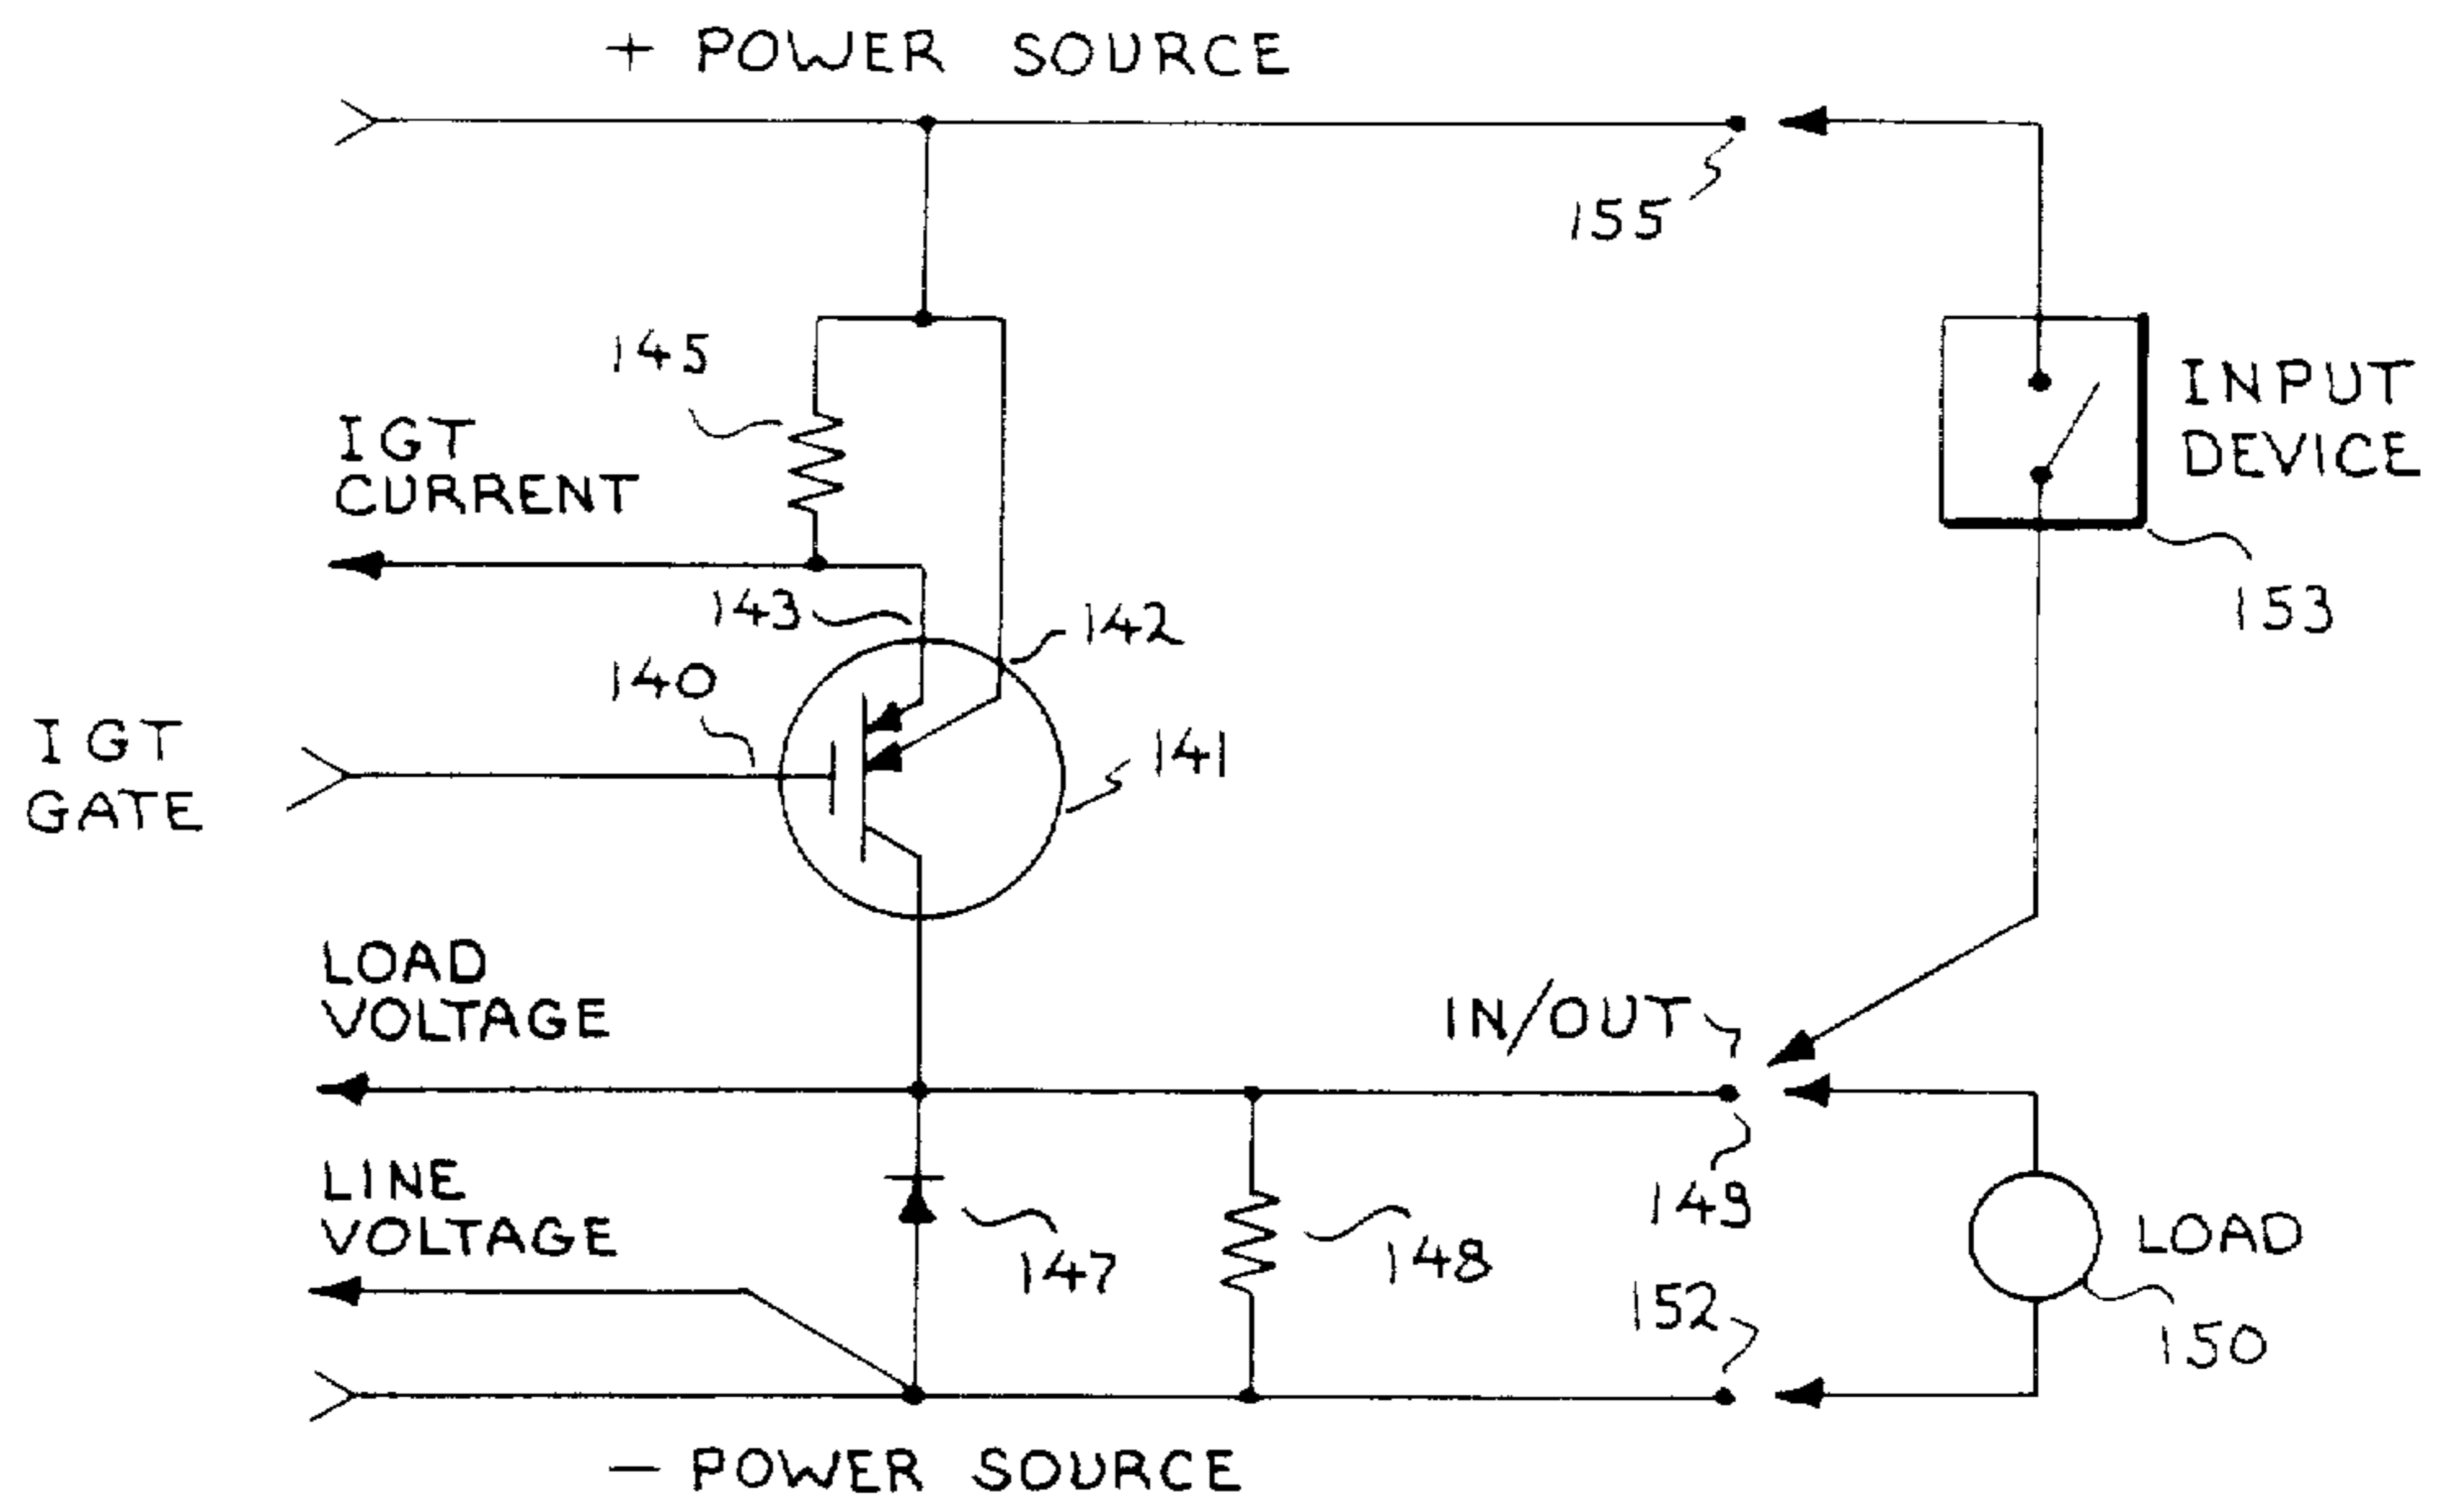 + POWER SOURCE
155
145
INPUT
DEVICE
IGT
CURRENT
153
143
142
140
IGT
GATE
141
LOAD
VOLTAGE
IN/OUT
149
LINE
VOLTAGE
147
148
LOAD
152
150
– POWER SOURCE